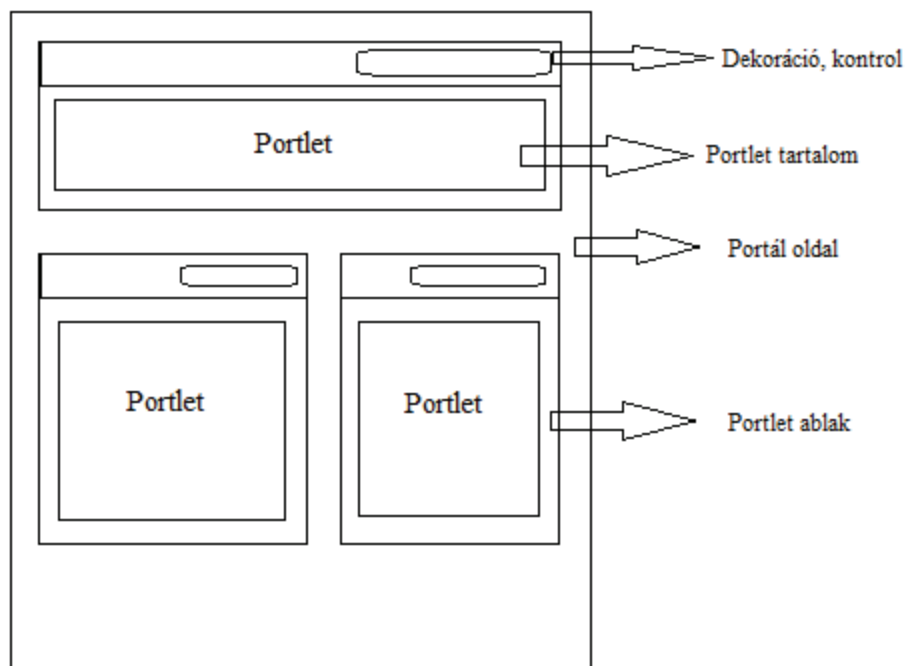 Dekoráció, kontrol
Portlet
Portlet tartalom
Portál oldal
Portlet
Portlet
Portlet ablak